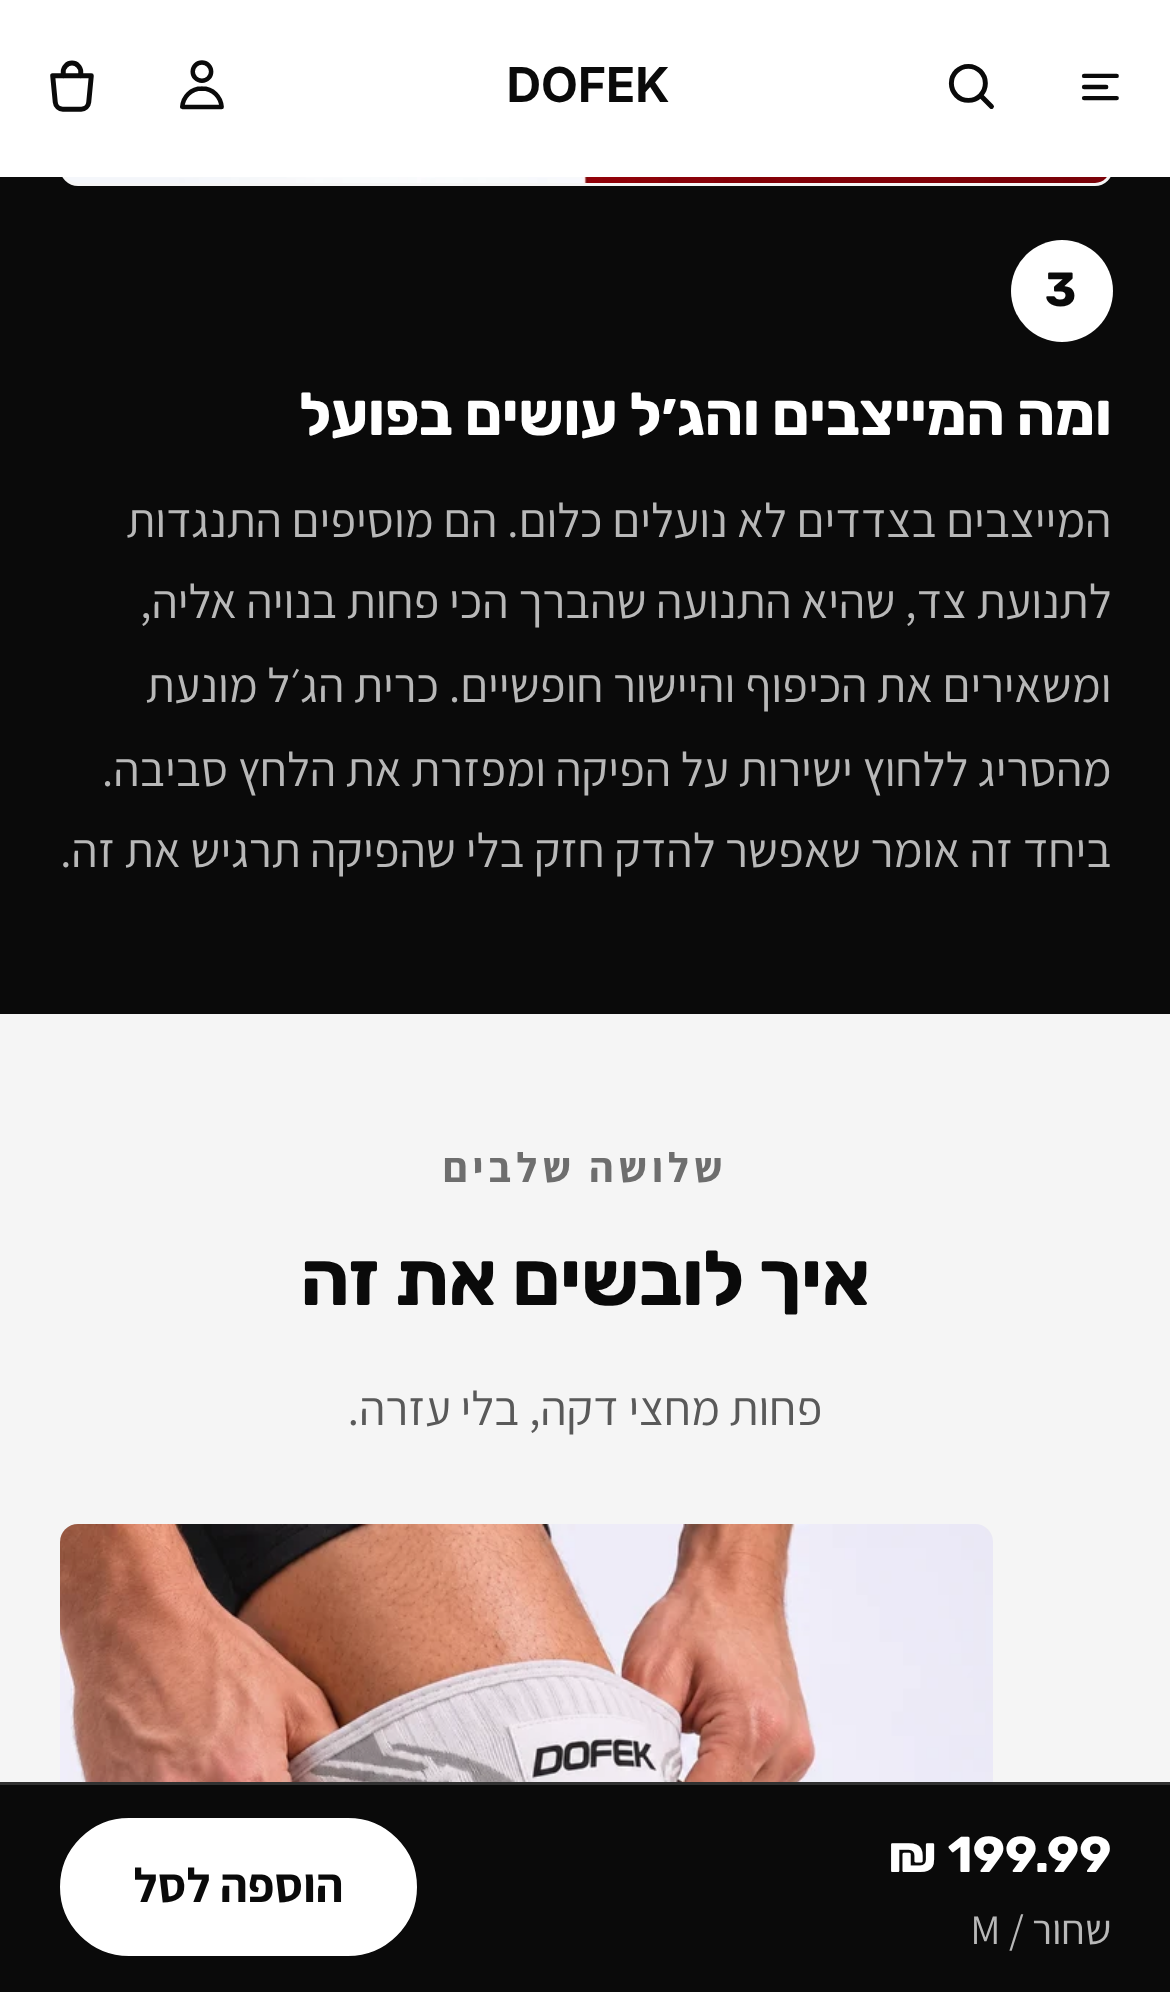 DOFEK
3
ומה המייצבים והג׳ל עושים בפועל
המייצבים בצדדים לא נועלים כלום. הם מוסיפים התנגדות
לתנועת צד, שהיא התנועה שהברך הכי פחות בנויה אליה,
ומשאירים את הכיפוף והיישור חופשיים. כרית הג׳ל מונעת
מהסריג ללחוץ ישירות על הפיקה ומפזרת את הלחץ סביבה.
ביחד זה אומר שאפשר להדק חזק בלי שהפיקה תרגיש את זה.
שלושה שלבים
איך לובשים את זה
פחות מחצי דקה, בלי עזרה.
DOFEK
199.99 ₪
שחור / M
הוספה לסל